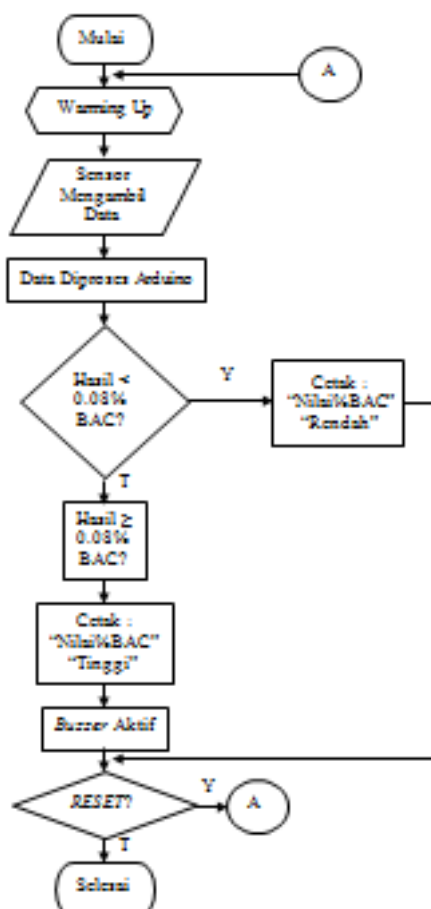 Mulai
A
Warming Up
Sensor
Mengambil
Data
Data Diproses Arduino
Hasil <
0.08%
BAC?
Y
Cetak :
“Nilai%BAC”
“Rendah”
T
Hasil ≥
0.08%
BAC?
Cetak :
“Nilai%BAC”
“Tinggi”
Buzzer Aktif
RESET?
Y
A
T
Selesai